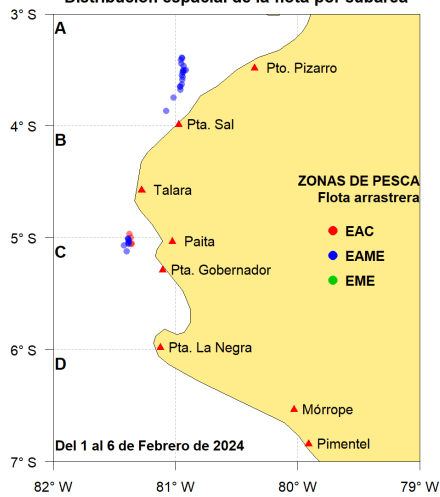 Distribución espacial de la flota por subárea
3° S
A
Pto. Pizarro
4° S
Pta. Sal
B
ZONAS DE PESCA
Talara
Flota arrastrera
EAC
5° S
Paita
C
EAME
Pta. Gobernador
EME
6° S
Pta. La Negra
D
Mórrope
Pimentel
Del 1 al 6 de Febrero de 2024
7° S
82° W
81° W
80° W
79° W